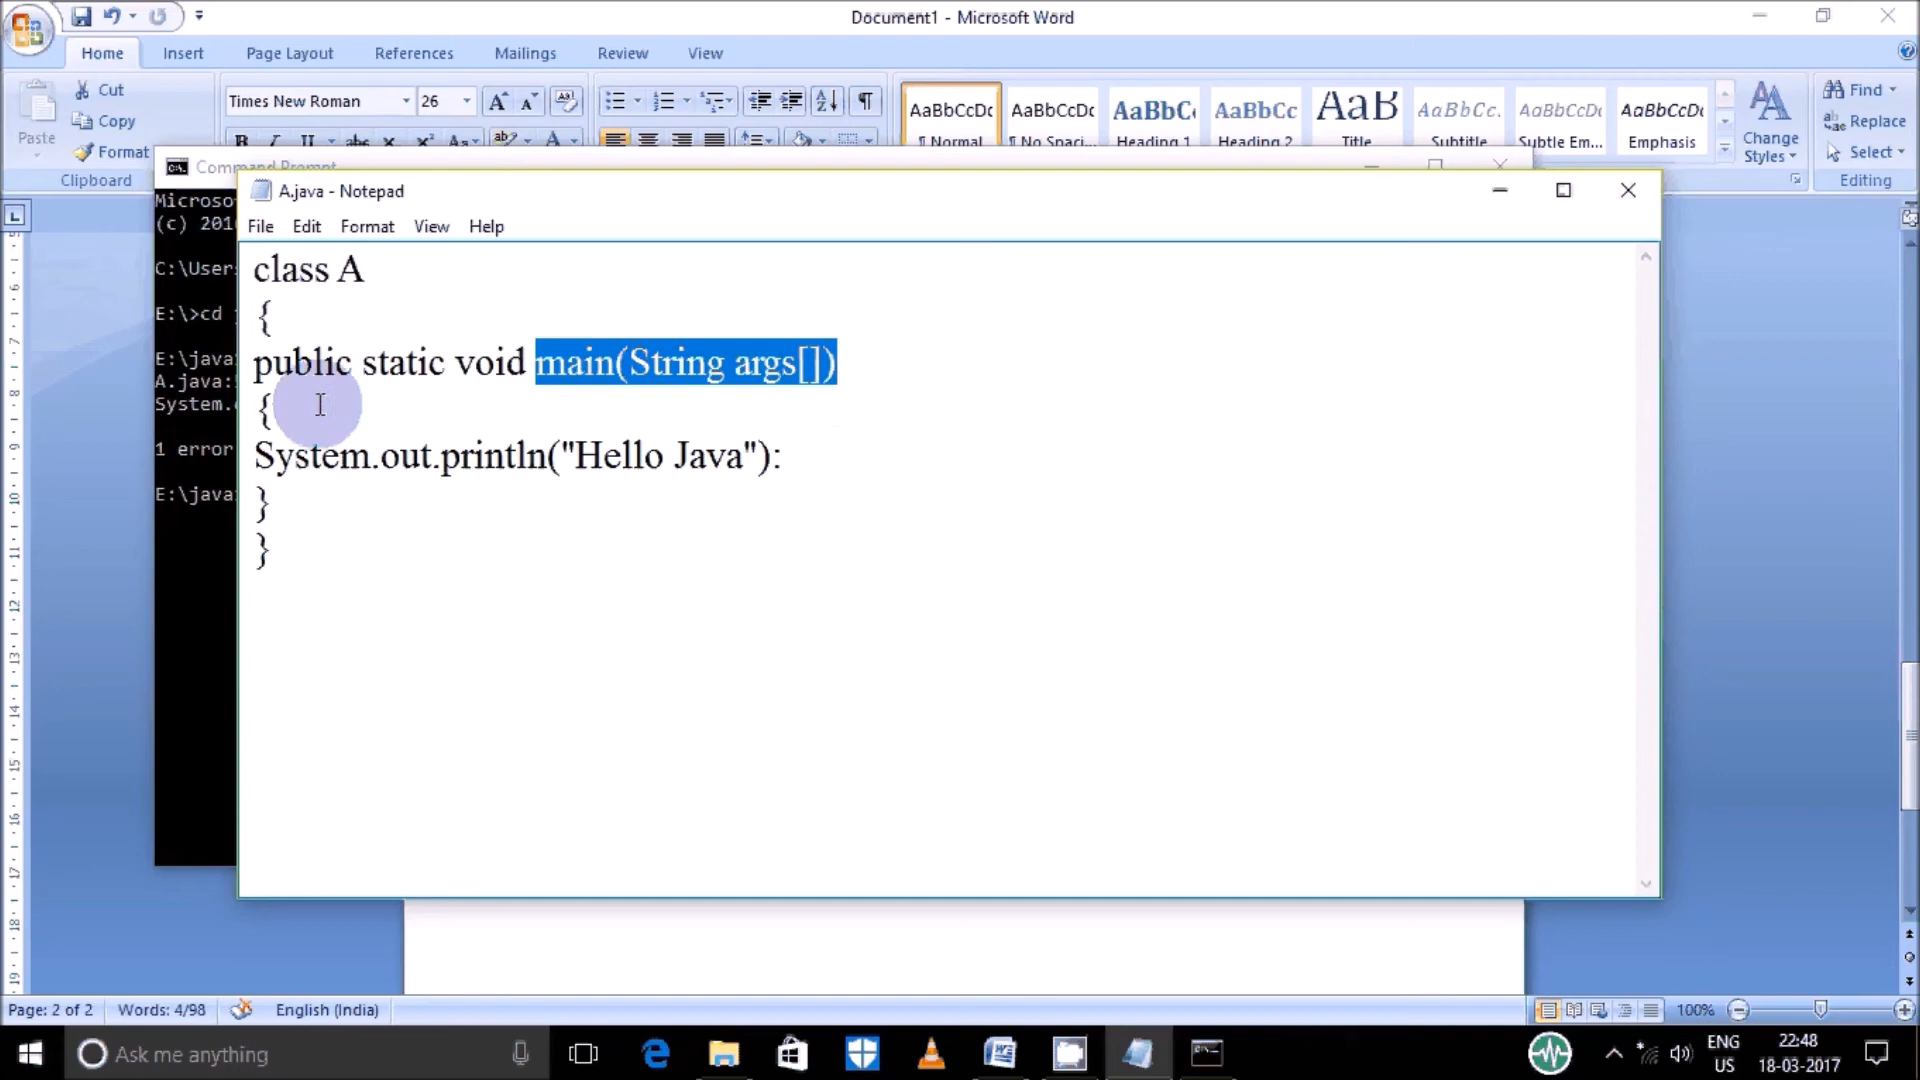 Document1 - Microsoft Word
Home Insert Page Layout References Mailings Review View
Cut
Copy
Format
Paste
Clipboard
Times New Roman 26
AaBbCcDc AaBbCcDc AaBbC AaBbCc AaB AaBbCc. AaBbCcDc AaBbCcDc
¶ Normal ¶ No Spaci... Heading 1 Heading 2 Title Subtitle Subtle Em... Emphasis
Change
Styles
Find
Replace
Select
Editing
Command Prompt
Microso
(c) 201
C:\User
E:\>cd
E:\java
A.java:
System.
1 error
E:\java
A.java - Notepad
File Edit Format View Help
class A
{
public static void main(String args[])
{
System.out.println("Hello Java"):
}
}
Page: 2 of 2 Words: 4/98 English (India) 100%
Ask me anything
ENG
US
22:48
18-03-2017